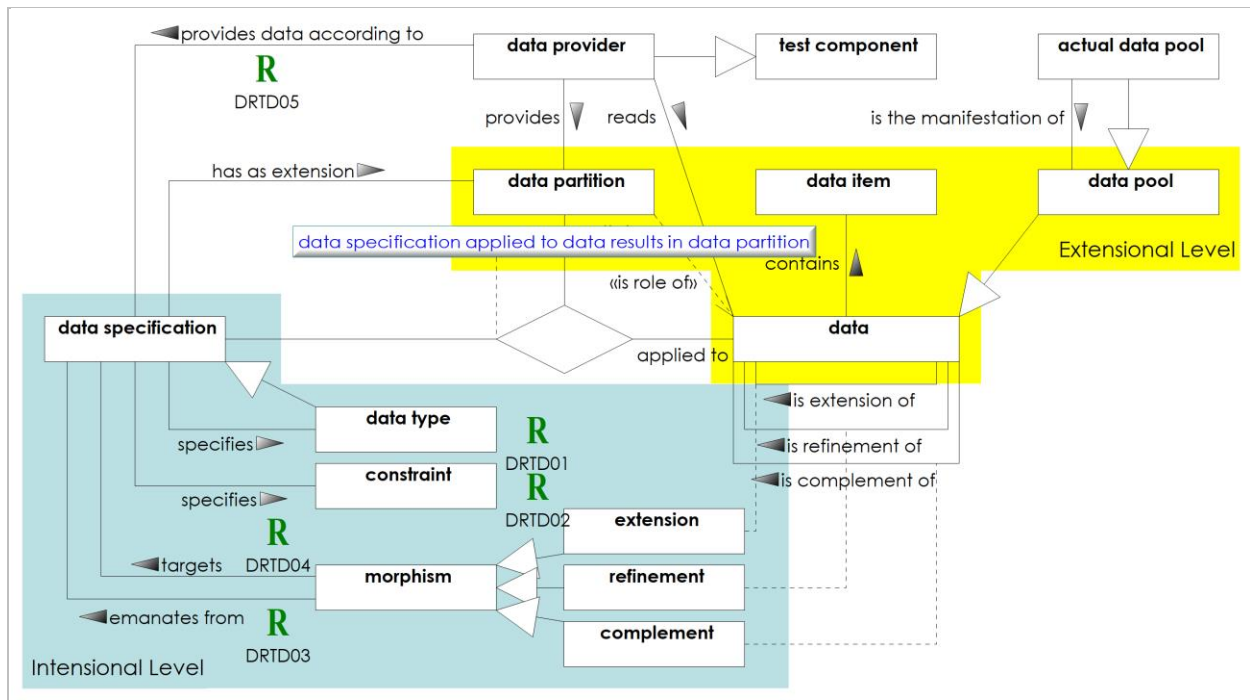 provides data according to
R
DRTD05
data provider
test component
actual data pool
provides
reads
is the manifestation of
has as extension
data partition
data item
data pool
data specification applied to data results in data partition
contains
Extensional Level
«is role of»
data specification
data
applied to
is extension of
data type
specifies
R
DRTD01
is refinement of
constraint
specifies
R
DRTD02
is complement of
extension
R
DRTD04
targets
morphism
refinement
emanates from
R
DRTD03
complement
Intensional Level